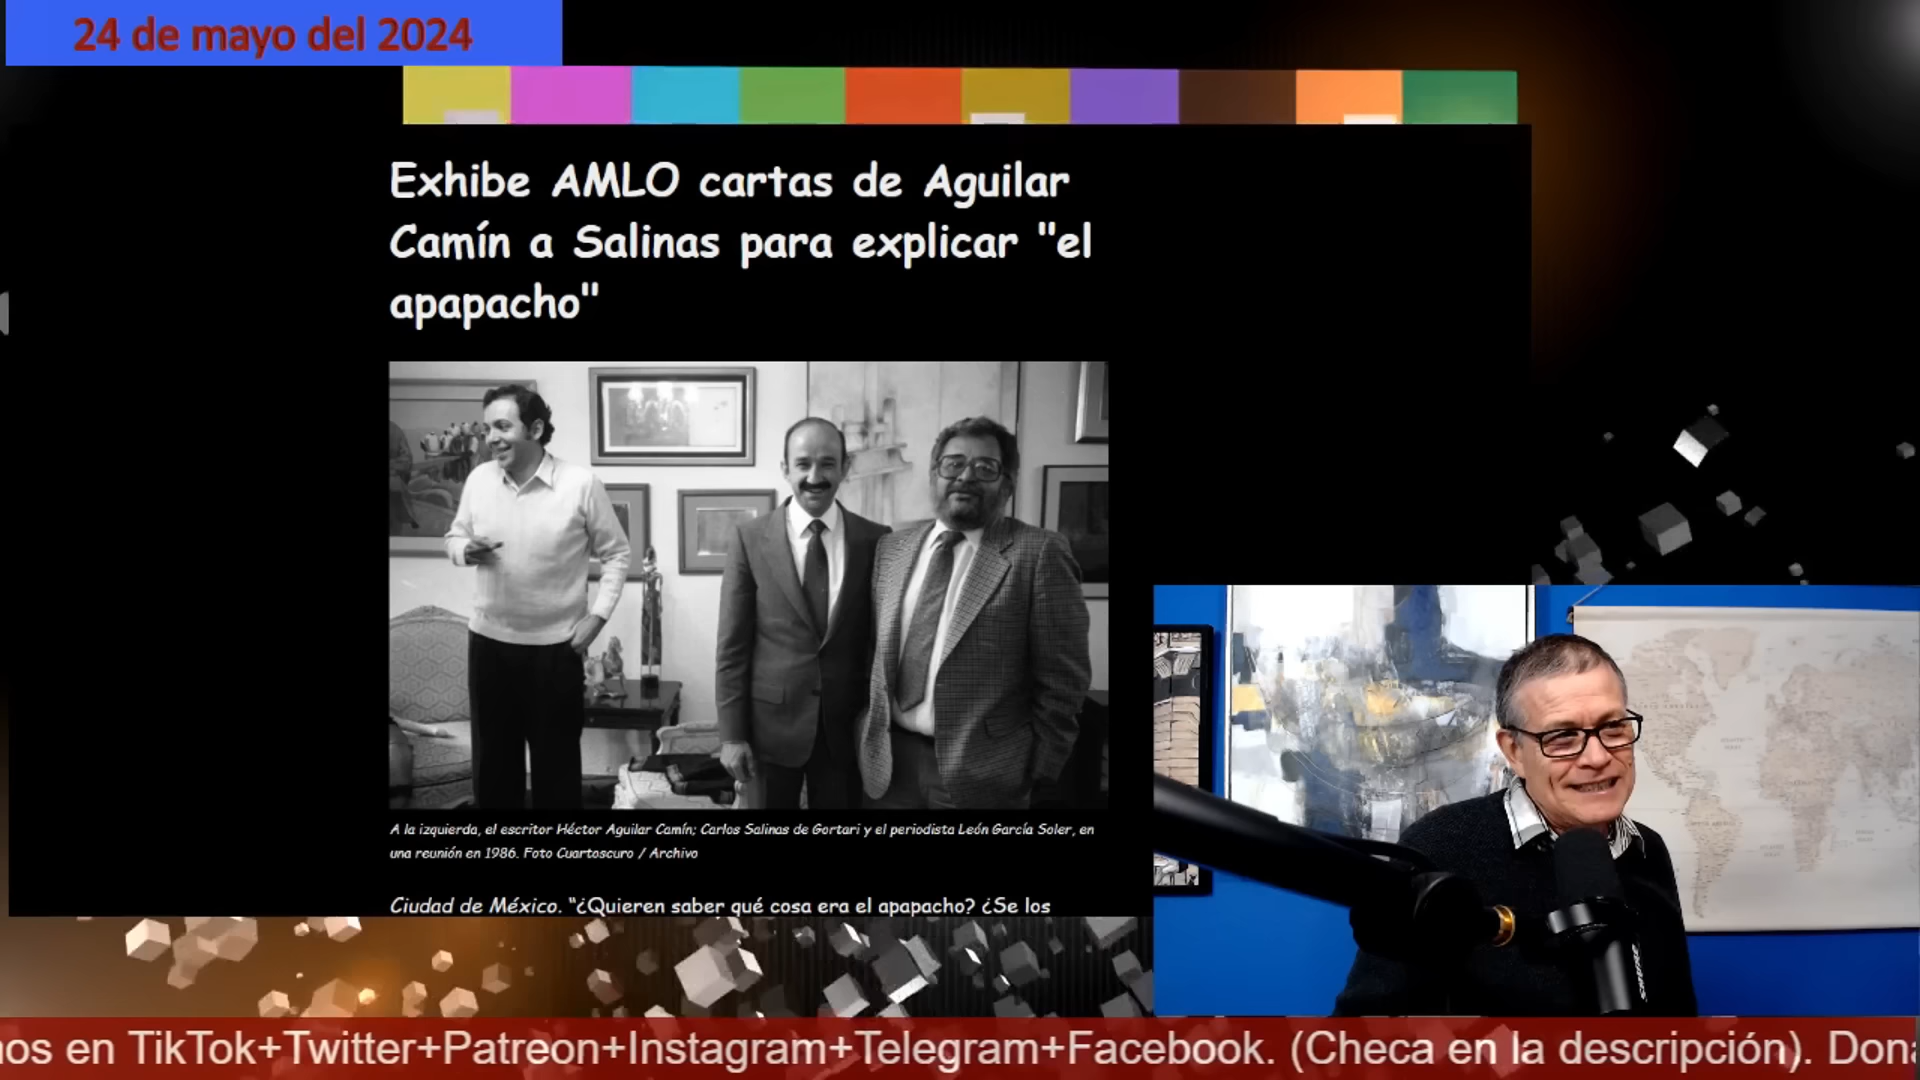 24 de mayo del 2024
Exhibe AMLO cartas de Aguilar
Camín a Salinas para explicar "el
apapacho"
A la izquierda, el escritor Héctor Aguilar Camín; Carlos Salinas de Gortari y el periodista León García Soler, en
una reunión en 1986. Foto Cuartoscuro / Archivo
Ciudad de México. “¿Quieren saber qué cosa era el apapacho? ¿Se los
os en TikTok+Twitter+Patreon+Instagram+Telegram+Facebook. (Checa en la descripción). Dona